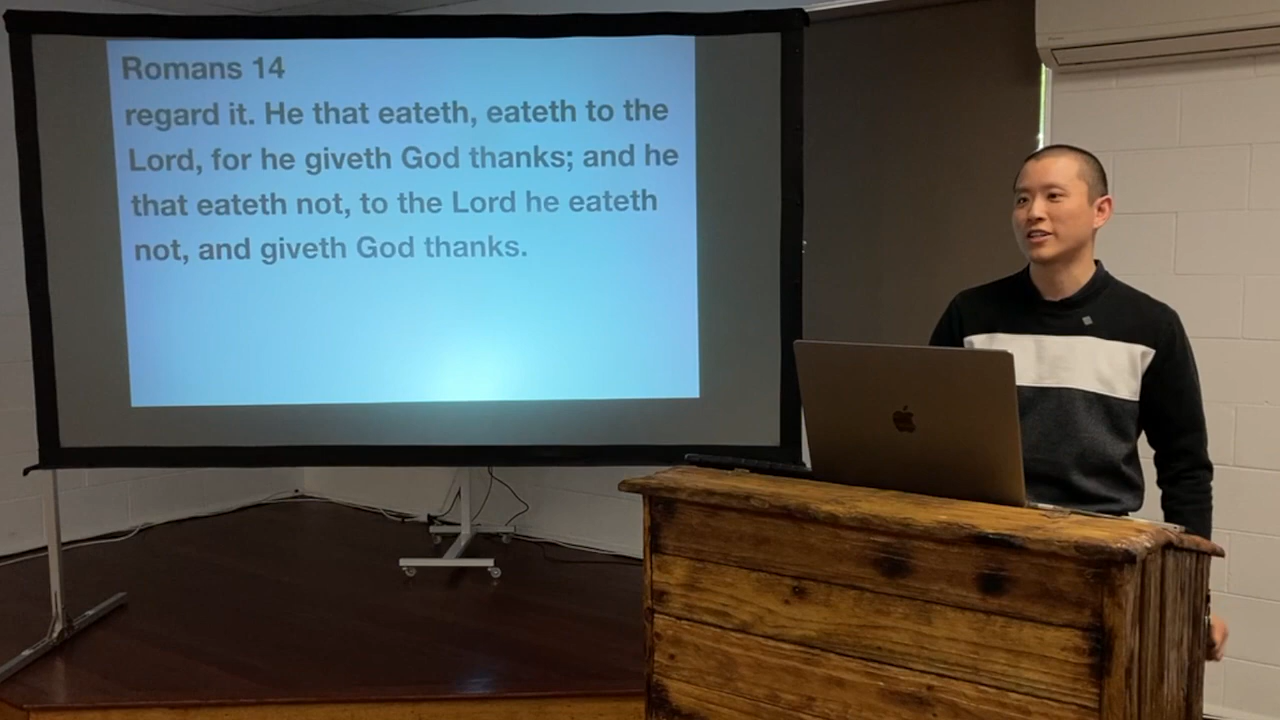 Romans 14
regard it. He that eateth, eateth to the
Lord, for he giveth God thanks; and he
that eateth not, to the Lord he eateth
not, and giveth God thanks.